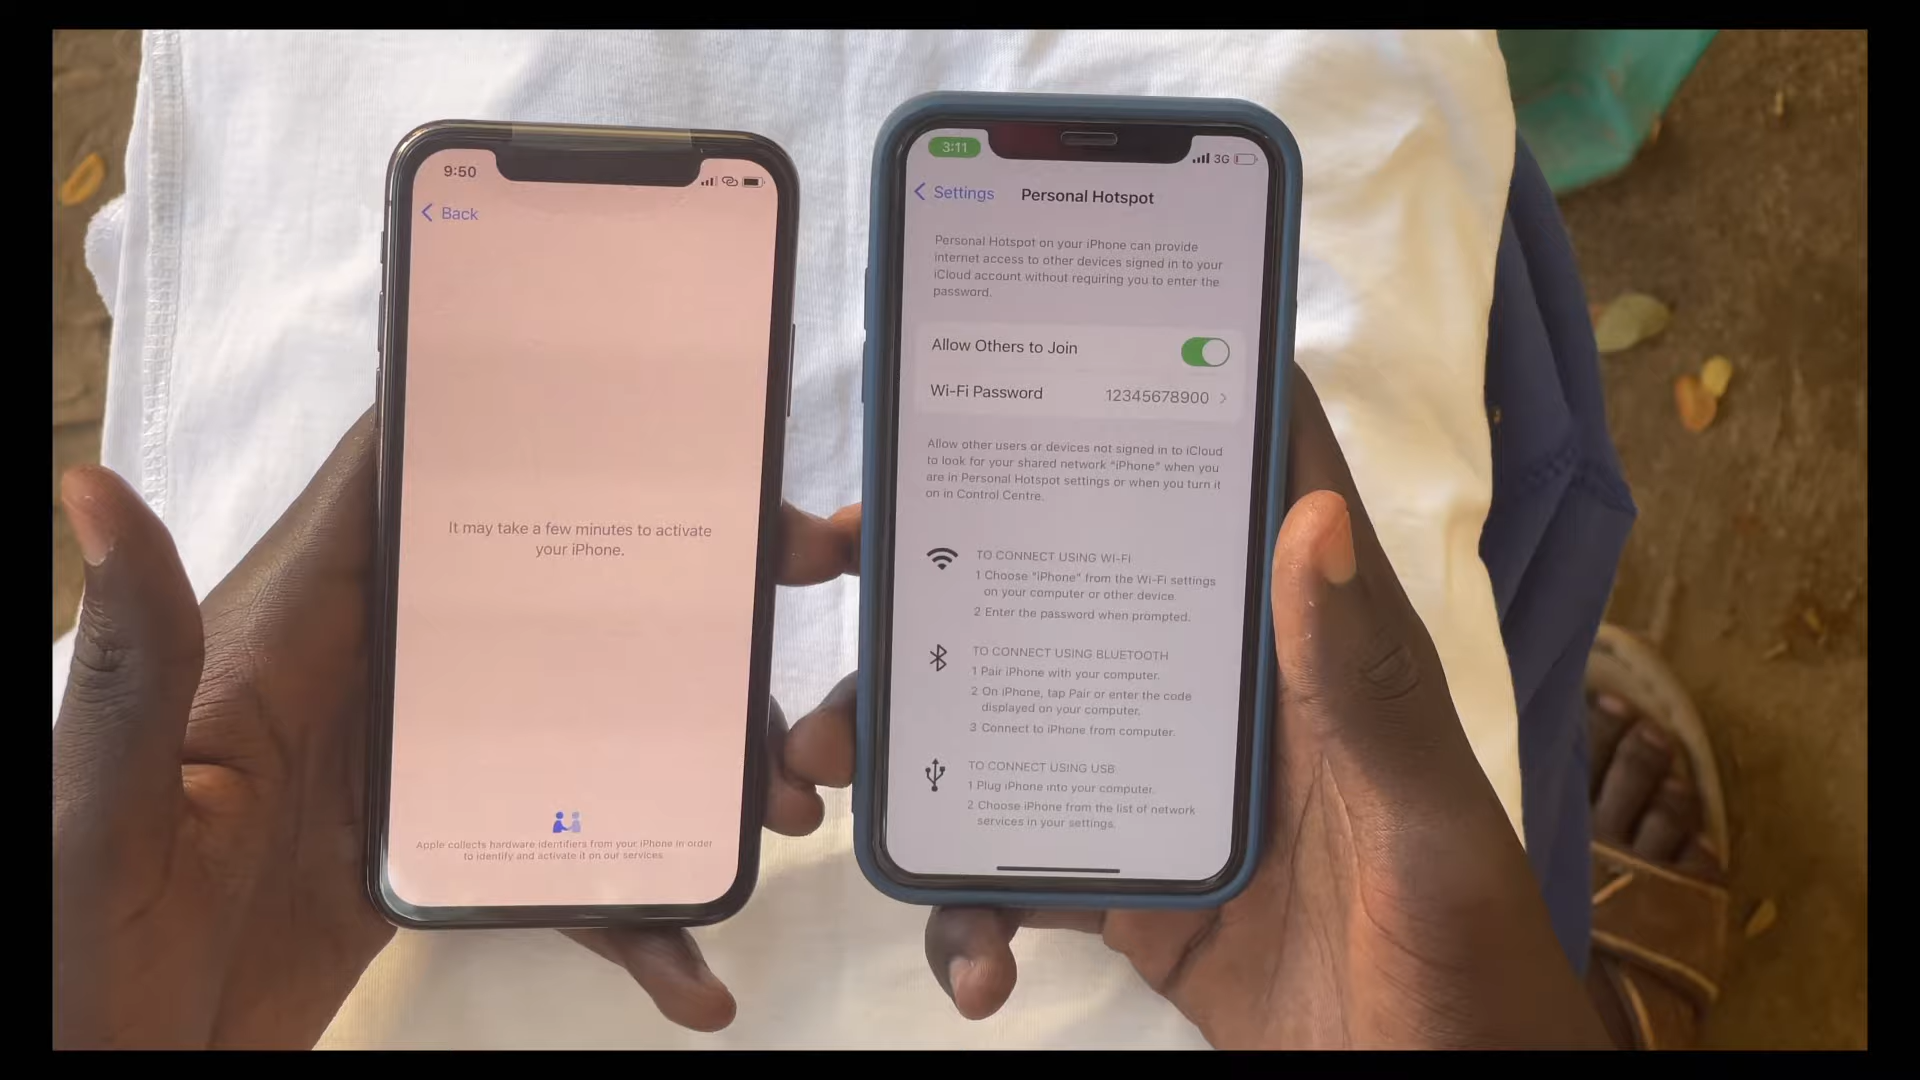 9:50
Back
It may take a few minutes to activate
your iPhone.
Apple collects hardware identifiers from your iPhone in order
to identify and activate it on our services
3:11
3G
Settings
Personal Hotspot
Personal Hotspot on your iPhone can provide
internet access to other devices signed in to your
iCloud account without requiring you to enter the
password.
Allow Others to Join
Wi-Fi Password 12345678900
Allow other users or devices not signed in to iCloud
to look for your shared network "iPhone" when you
are in Personal Hotspot settings or when you turn it
on in Control Centre.
TO CONNECT USING WI-FI
1 Choose "iPhone" from the Wi-Fi settings
on your computer or other device.
2 Enter the password when prompted.
TO CONNECT USING BLUETOOTH
1 Pair iPhone with your computer.
2 On iPhone, tap Pair or enter the code
displayed on your computer.
3 Connect to iPhone from computer.
TO CONNECT USING USB
1 Plug iPhone into your computer.
2 Choose iPhone from the list of network
services in your settings.